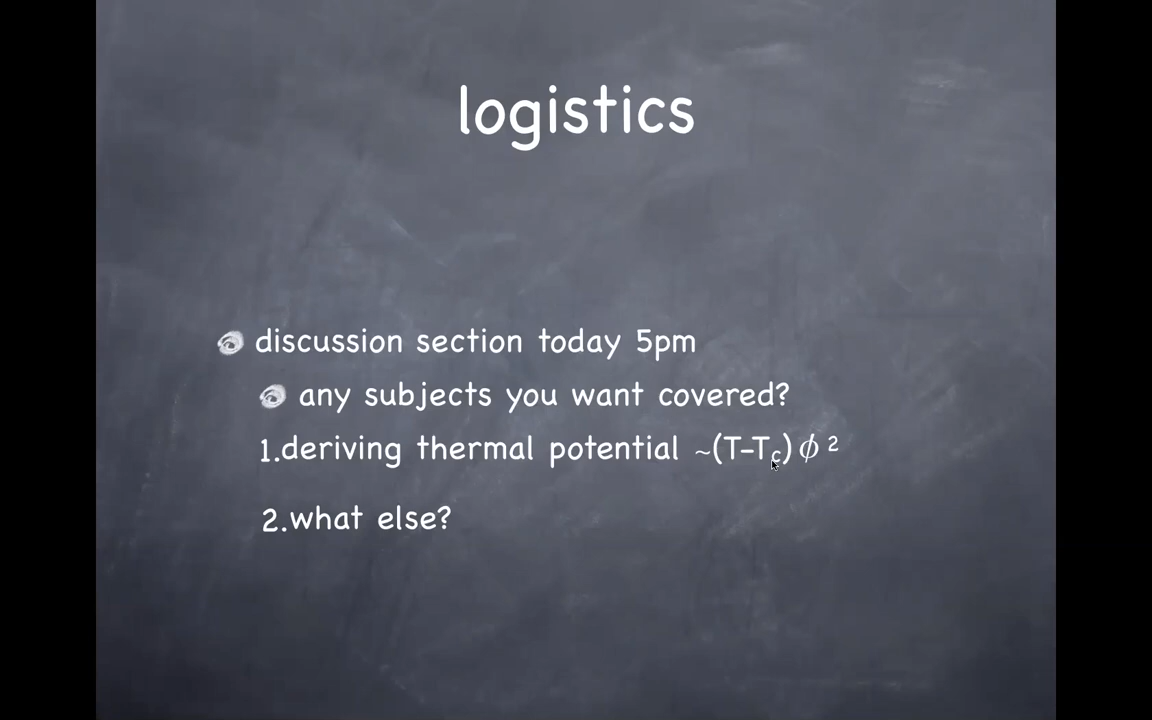 logistics
discussion section today 5pm
any subjects you want covered?
1.deriving thermal potential ~(T-Tc)ϕ²
2.what else?